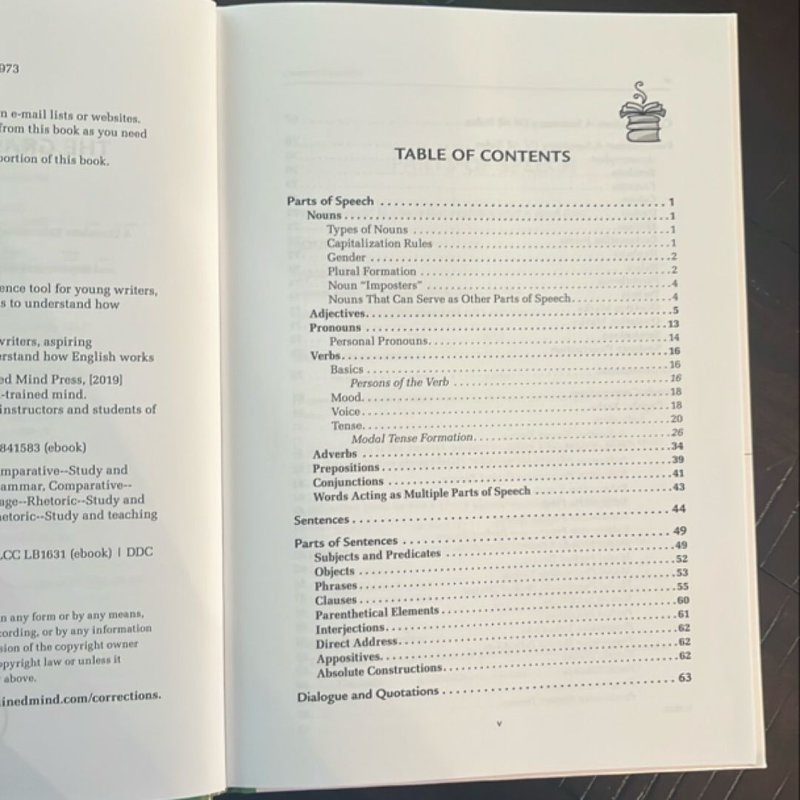 973
n e-mail lists or websites.
from this book as you need
portion of this book.
ence tool for young writers,
s to understand how
writers, aspiring
erstand how English works
ed Mind Press, [2019]
-trained mind.
instructors and students of
841583 (ebook)
mparative--Study and
ammar, Comparative--
age--Rhetoric--Study and
hetoric--Study and teaching
LCC LB1631 (ebook) | DDC
n any form or by any means,
cording, or by any information
sion of the copyright owner
opyright law or unless it
above.
inedmind.com/corrections.
TABLE OF CONTENTS
Parts of Speech 1
Nouns 1
Types of Nouns 1
Capitalization Rules 1
Gender 2
Plural Formation 2
Noun “Imposters” 4
Nouns That Can Serve as Other Parts of Speech 4
Adjectives 5
Pronouns 13
Personal Pronouns 14
Verbs 16
Basics 16
Persons of the Verb 16
Mood 18
Voice 18
Tense 20
Modal Tense Formation 26
Adverbs 34
Prepositions 39
Conjunctions 41
Words Acting as Multiple Parts of Speech 43
Sentences 44
Parts of Sentences 49
Subjects and Predicates 49
Objects 52
Phrases 53
Clauses 55
Parenthetical Elements 60
Interjections 61
Direct Address 62
Appositives 62
Absolute Constructions 62
Dialogue and Quotations 63
v